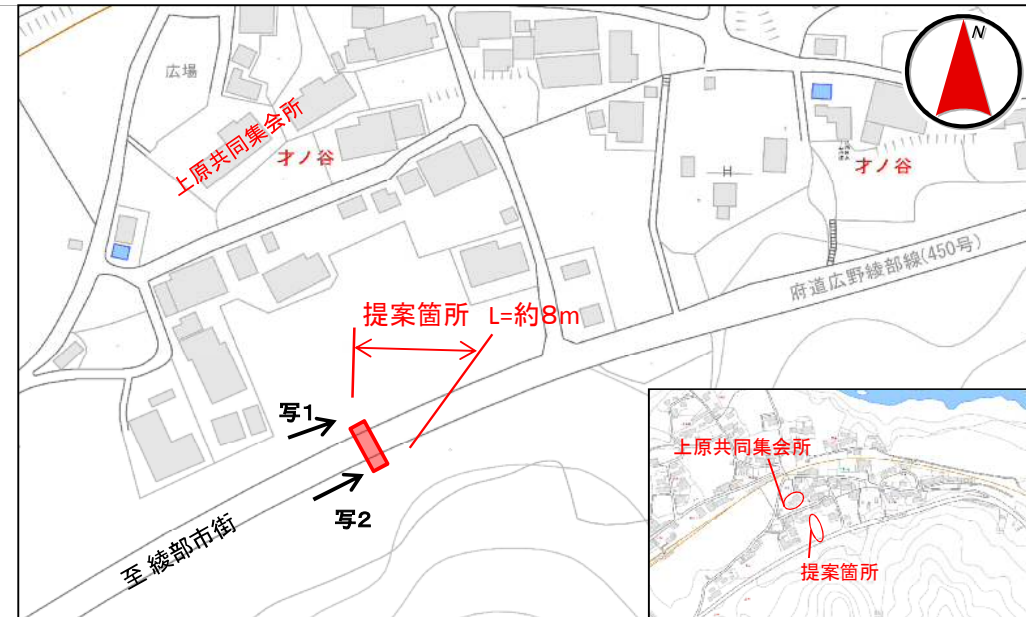 N
広場
上原共同集会所
才ノ谷
才ノ谷
府道広野綾部線(450号)
提案箇所 L=約8m
写1
写2
至 綾部市街
上原共同集会所
提案箇所